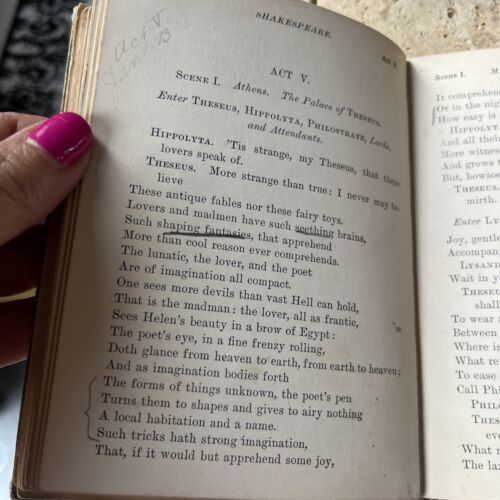 SHAKESPEARE.
Act V
Act V
Jan. 13
ACT V.
SCENE I. Athens. The Palace of THESEUS.
Enter THESEUS, HIPPOLYTA, PHILOSTRATE, Lords,
and Attendants.
HIPPOLYTA. 'Tis strange, my Theseus, that these
lovers speak of.
THESEUS. More strange than true: I never may be-
lieve
These antique fables nor these fairy toys.
Lovers and madmen have such seething brains,
Such shaping fantasies, that apprehend
More than cool reason ever comprehends.
The lunatic, the lover, and the poet
Are of imagination all compact.
One sees more devils than vast Hell can hold,
That is the madman: the lover, all as frantic,
Sees Helen's beauty in a brow of Egypt: 10
The poet's eye, in a fine frenzy rolling,
Doth glance from heaven to earth, from earth to heaven;
And as imagination bodies forth
The forms of things unknown, the poet's pen
Turns them to shapes and gives to airy nothing
A local habitation and a name.
Such tricks hath strong imagination,
That, if it would but apprehend some joy,
SCENE I.
It comprehend
Or in the nig
How easy is
HIPPOLY
And all thei
More witnes
And grows
But, howsoe
THESEUS.
mirth.
Enter LY
Joy, gentle
Accompany
LYSAND
Wait in yo
THESEU
shall
To wear a
Between
Where is
What re
To ease
Call Phi
PHILO
THES
eve
What m
The laz